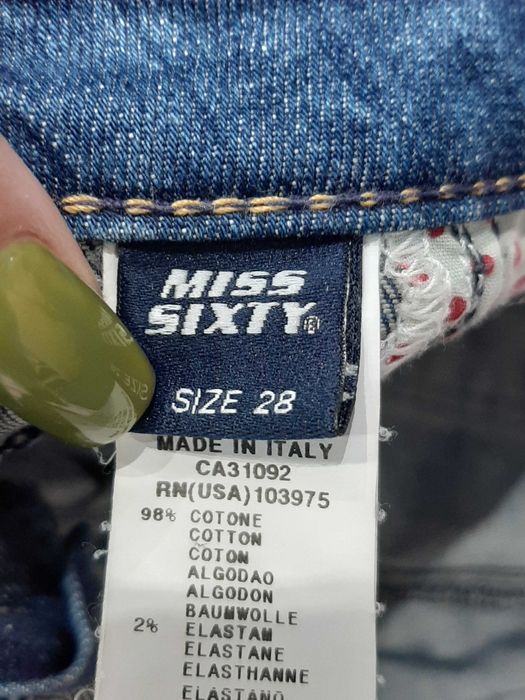 MISS
SIXTY®
SIZE 28
MADE IN ITALY
CA31092
RN(USA)103975
98% COTONE
COTTON
COTON
ALGODAO
ALGODON
BAUMWOLLE
2% ELASTAM
ELASTANE
ELASTHANNE
ELASTANO